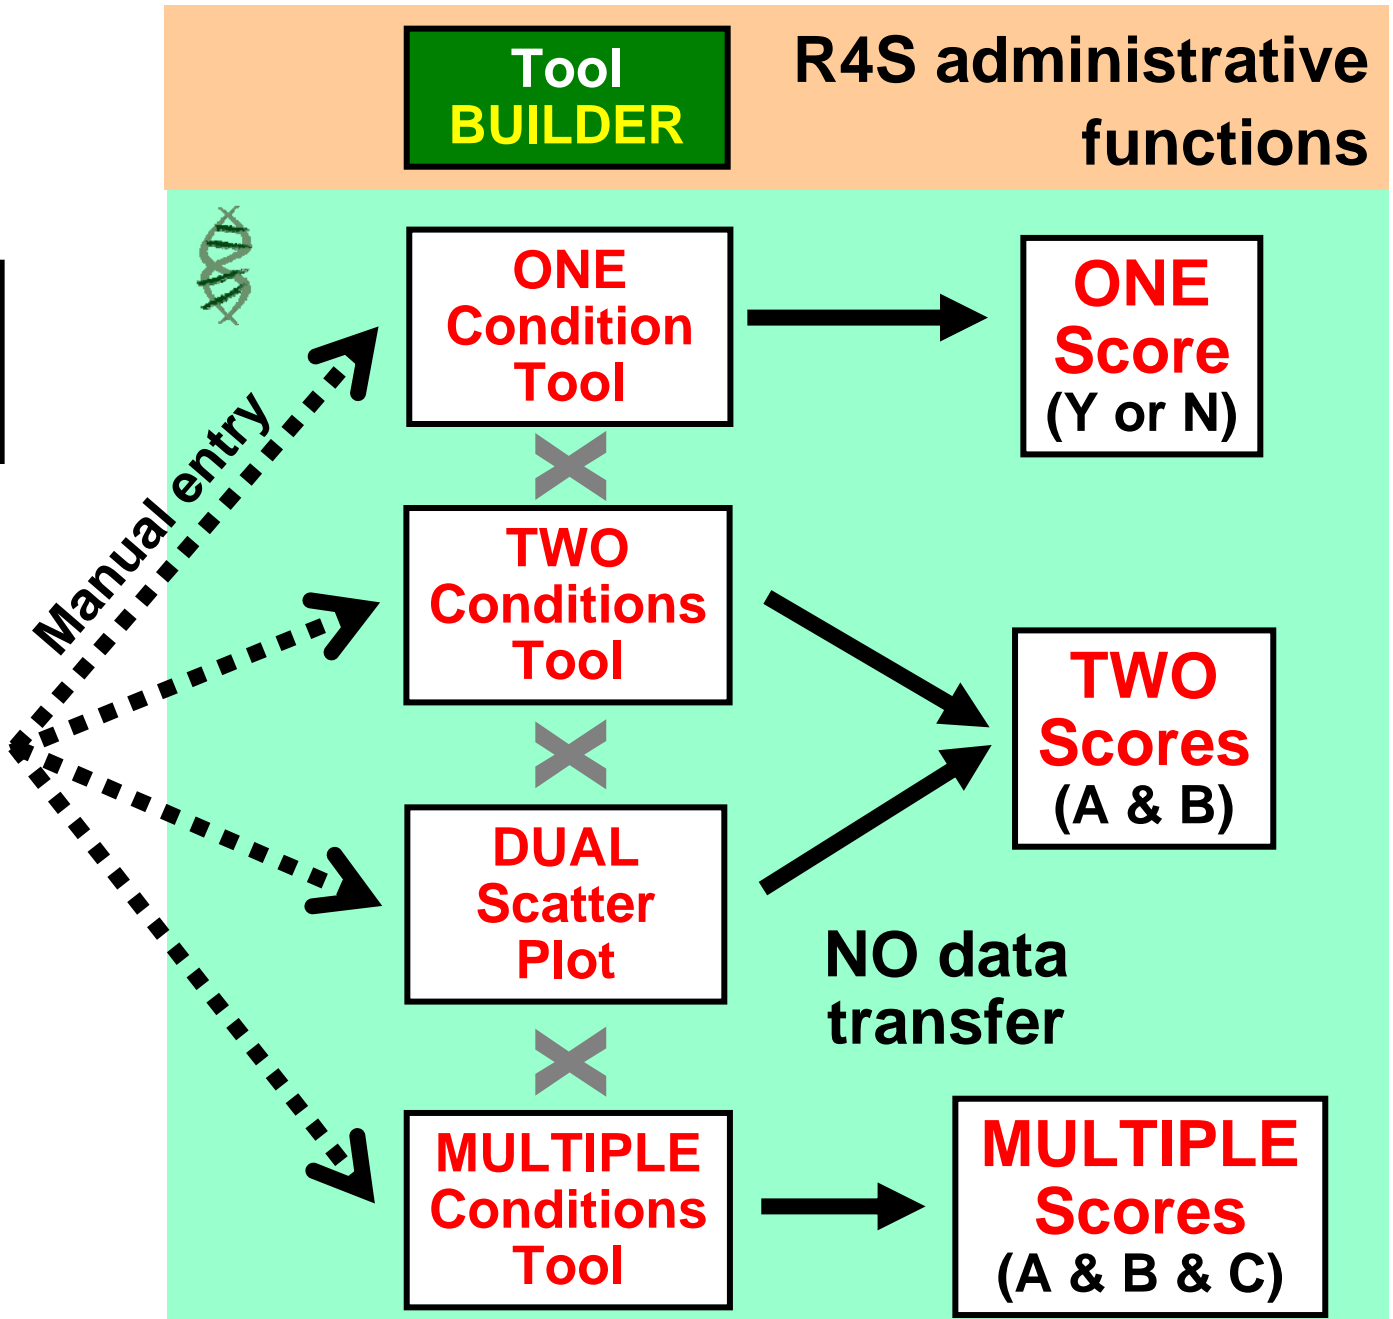 Tool
BUILDER
R4S administrative
functions
ONE
Condition
Tool
ONE
Score
(Y or N)
Manual entry
X
TWO
Conditions
Tool
TWO
Scores
(A & B)
X
DUAL
Scatter
Plot
NO data
transfer
X
MULTIPLE
Conditions
Tool
MULTIPLE
Scores
(A & B & C)